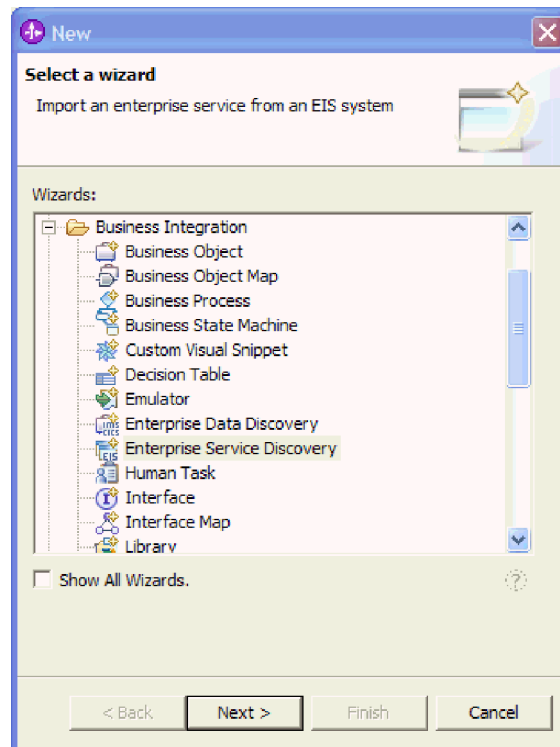 New
Select a wizard
Import an enterprise service from an EIS system
Wizards:
Business Integration
Business Object
Business Object Map
Business Process
Business State Machine
Custom Visual Snippet
Decision Table
Emulator
Enterprise Data Discovery
Enterprise Service Discovery
Human Task
Interface
Interface Map
Library
Show All Wizards.
< Back
Next >
Finish
Cancel